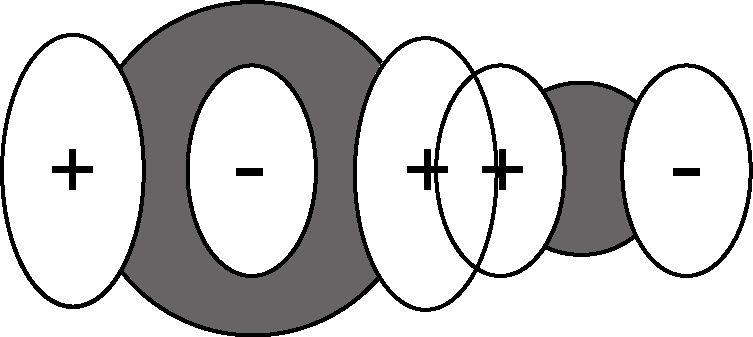 + - + + -